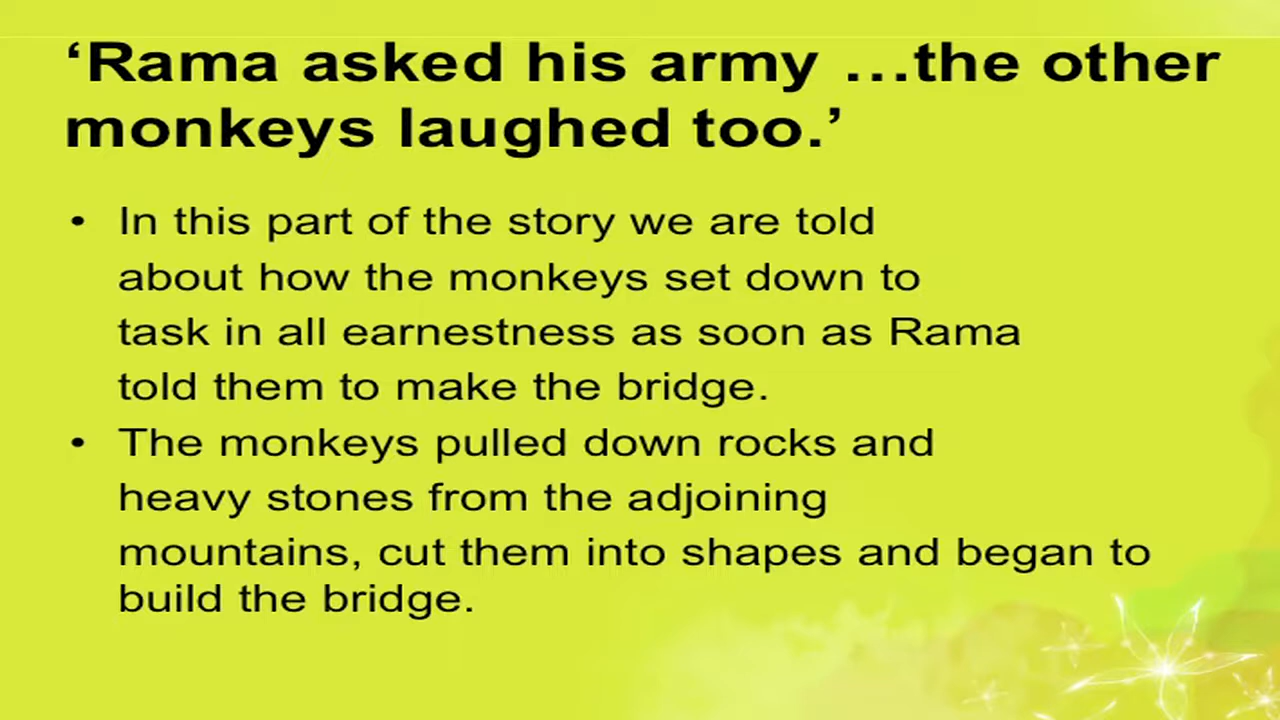 ‘Rama asked his army …the other
monkeys laughed too.’
• In this part of the story we are told
about how the monkeys set down to
task in all earnestness as soon as Rama
told them to make the bridge.
• The monkeys pulled down rocks and
heavy stones from the adjoining
mountains, cut them into shapes and began to
build the bridge.